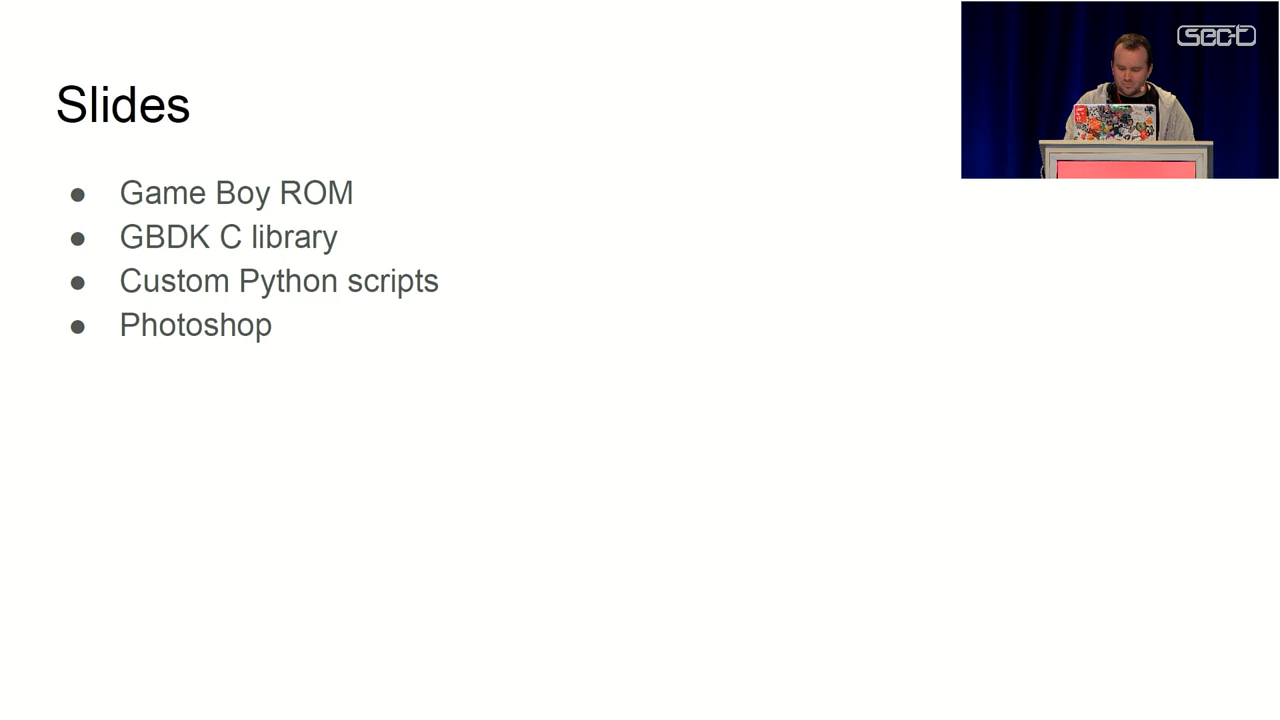 Slides
● Game Boy ROM
● GBDK C library
● Custom Python scripts
● Photoshop
sec-t